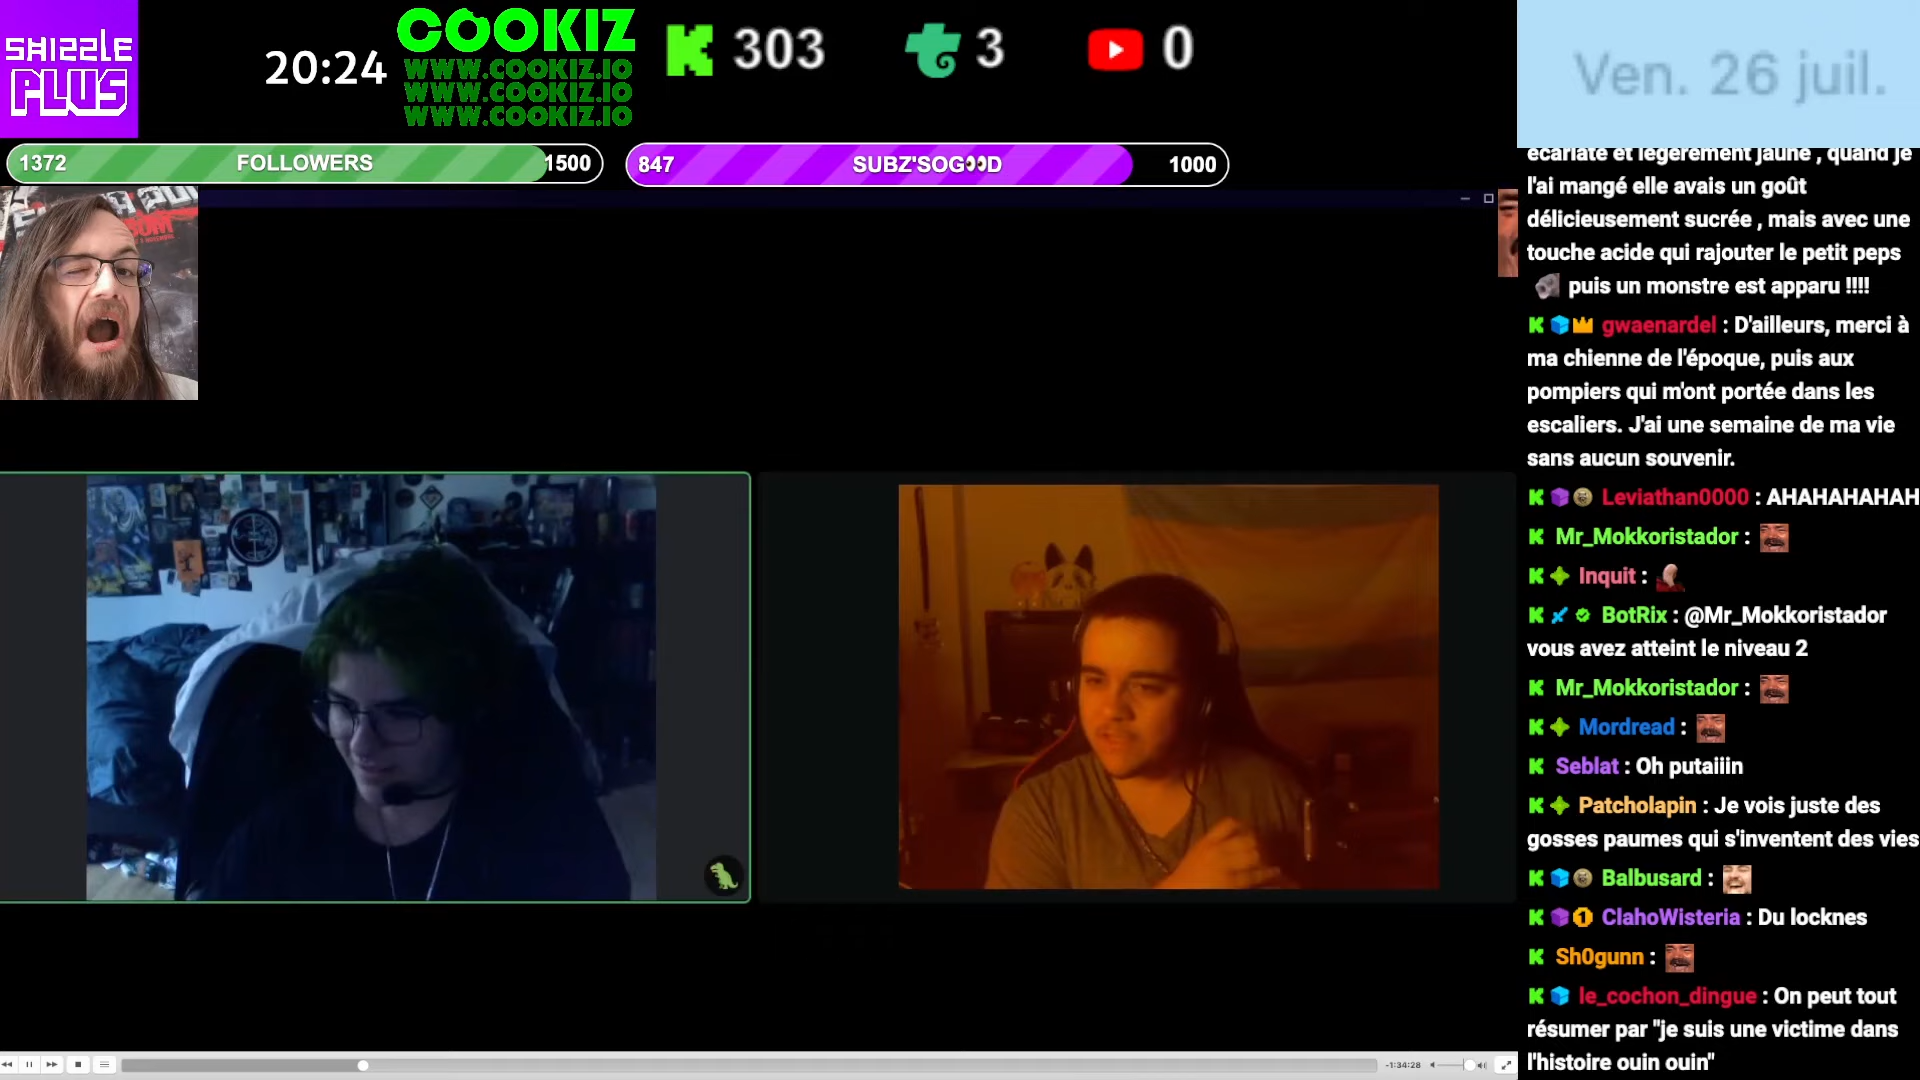 SHIZZLE
PLUS
20:24
COOKIZ
WWW.COOKIZ.IO
WWW.COOKIZ.IO
WWW.COOKIZ.IO
303
3
0
Ven. 26 juil.
1372 FOLLOWERS 1500
847 SUBZ'SOG👀D 1000
écarlate et légèrement jaune , quand je
l'ai mangé elle avais un goût
délicieusement sucrée , mais avec une
touche acide qui rajouter le petit peps
puis un monstre est apparu !!!!
gwaenardel : D'ailleurs, merci à
ma chienne de l'époque, puis aux
pompiers qui m'ont portée dans les
escaliers. J'ai une semaine de ma vie
sans aucun souvenir.
Leviathan0000 : AHAHAHAHAH
Mr_Mokkoristador :
Inquit :
BotRix : @Mr_Mokkoristador
vous avez atteint le niveau 2
Mr_Mokkoristador :
Mordread :
Seblat : Oh putaiiin
Patcholapin : Je vois juste des
gosses paumes qui s'inventent des vies
Balbusard :
ClahoWisteria : Du locknes
Sh0gunn :
le_cochon_dingue : On peut tout
résumer par "je suis une victime dans
l'histoire ouin ouin"
-1:34:28